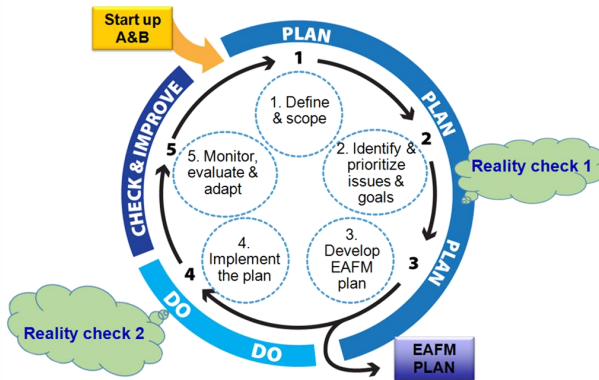 Start up
A&B
PLAN
1
1. Define
& scope
PLAN
2
2. Identify &
prioritize
issues &
goals
Reality check 1
PLAN
3
3.
Develop
EAFM
plan
EAFM
PLAN
DO
DO
4
4.
Implement
the plan
Reality check 2
CHECK & IMPROVE
5
5. Monitor,
evaluate &
adapt